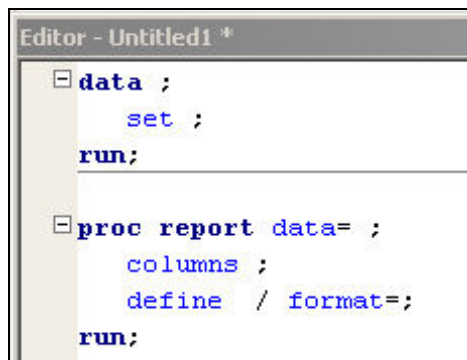 Editor - Untitled1 *
data ;
set ;
run;
proc report data= ;
columns ;
define  / format=;
run;